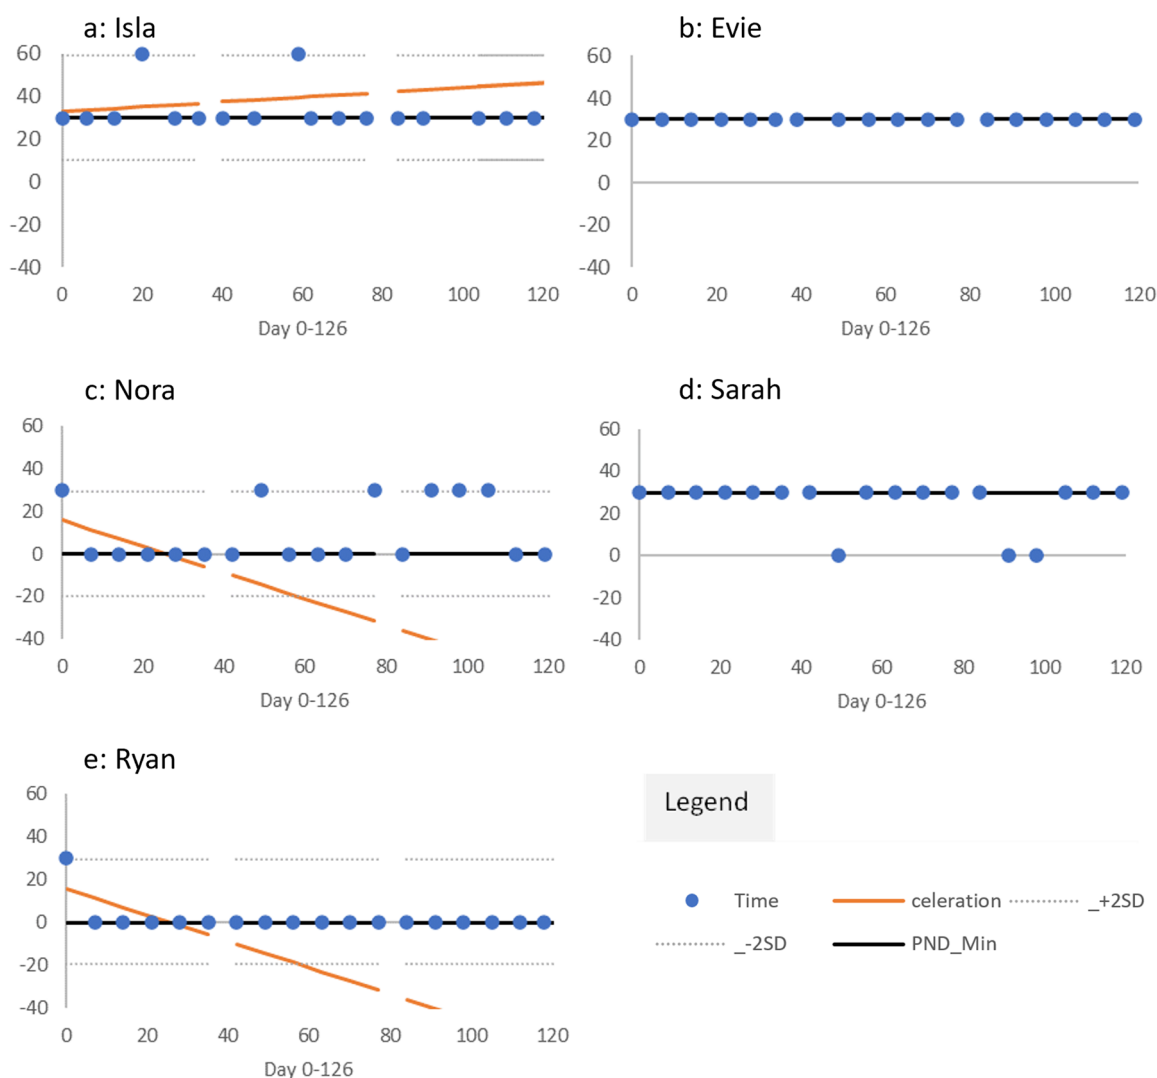 a: Isla
60
40
20
0
-20
-40
0 20 40 60 80 100 120
Day 0-126
b: Evie
60
40
20
0
-20
-40
0 20 40 60 80 100 120
Day 0-126
c: Nora
60
40
20
0
-20
-40
0 20 40 60 80 100 120
Day 0-126
d: Sarah
60
40
20
0
-20
-40
0 20 40 60 80 100 120
Day 0-126
e: Ryan
60
40
20
0
-20
-40
0 20 40 60 80 100 120
Day 0-126
Legend
Time celeration _+2SD
_-2SD PND_Min